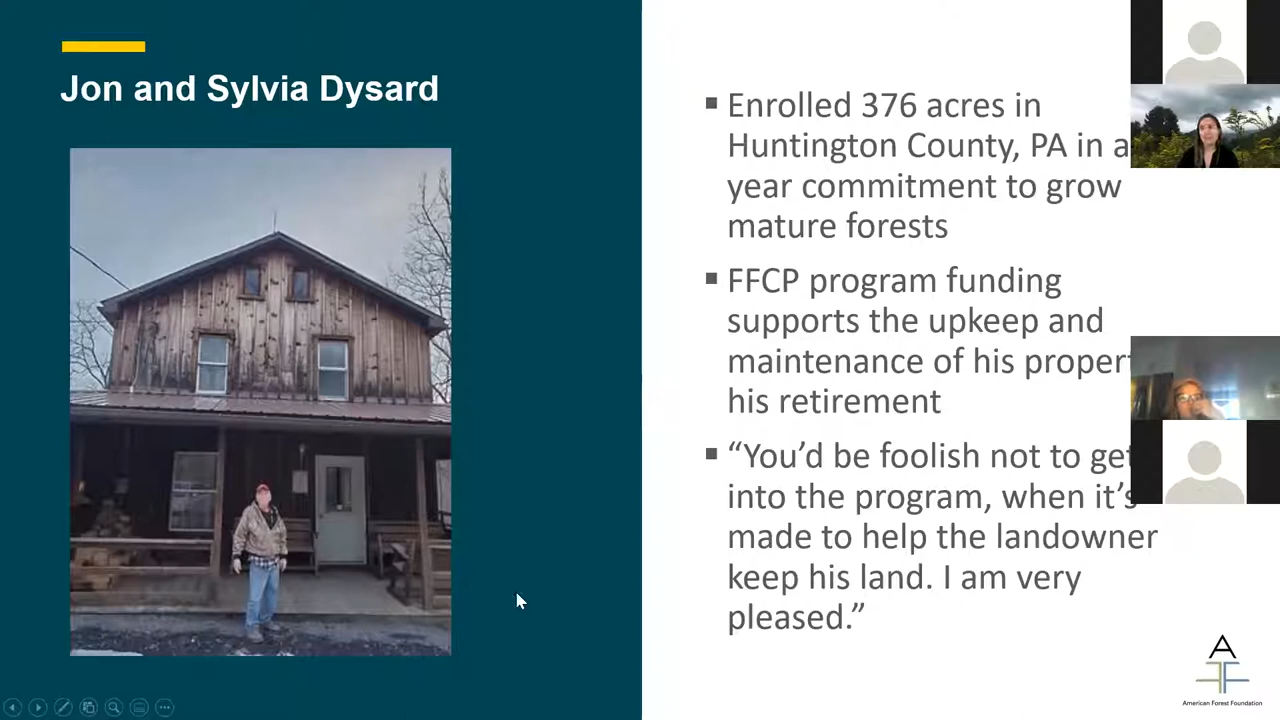 Jon and Sylvia Dysard
Enrolled 376 acres in
Huntington County, PA in a
year commitment to grow
mature forests
FFCP program funding
supports the upkeep and
maintenance of his
his retirement
“You’d be foolish not to get
into the program, when it’s
made to help the landowner
keep his land. I am very
pleased.”
American Forest Foundation